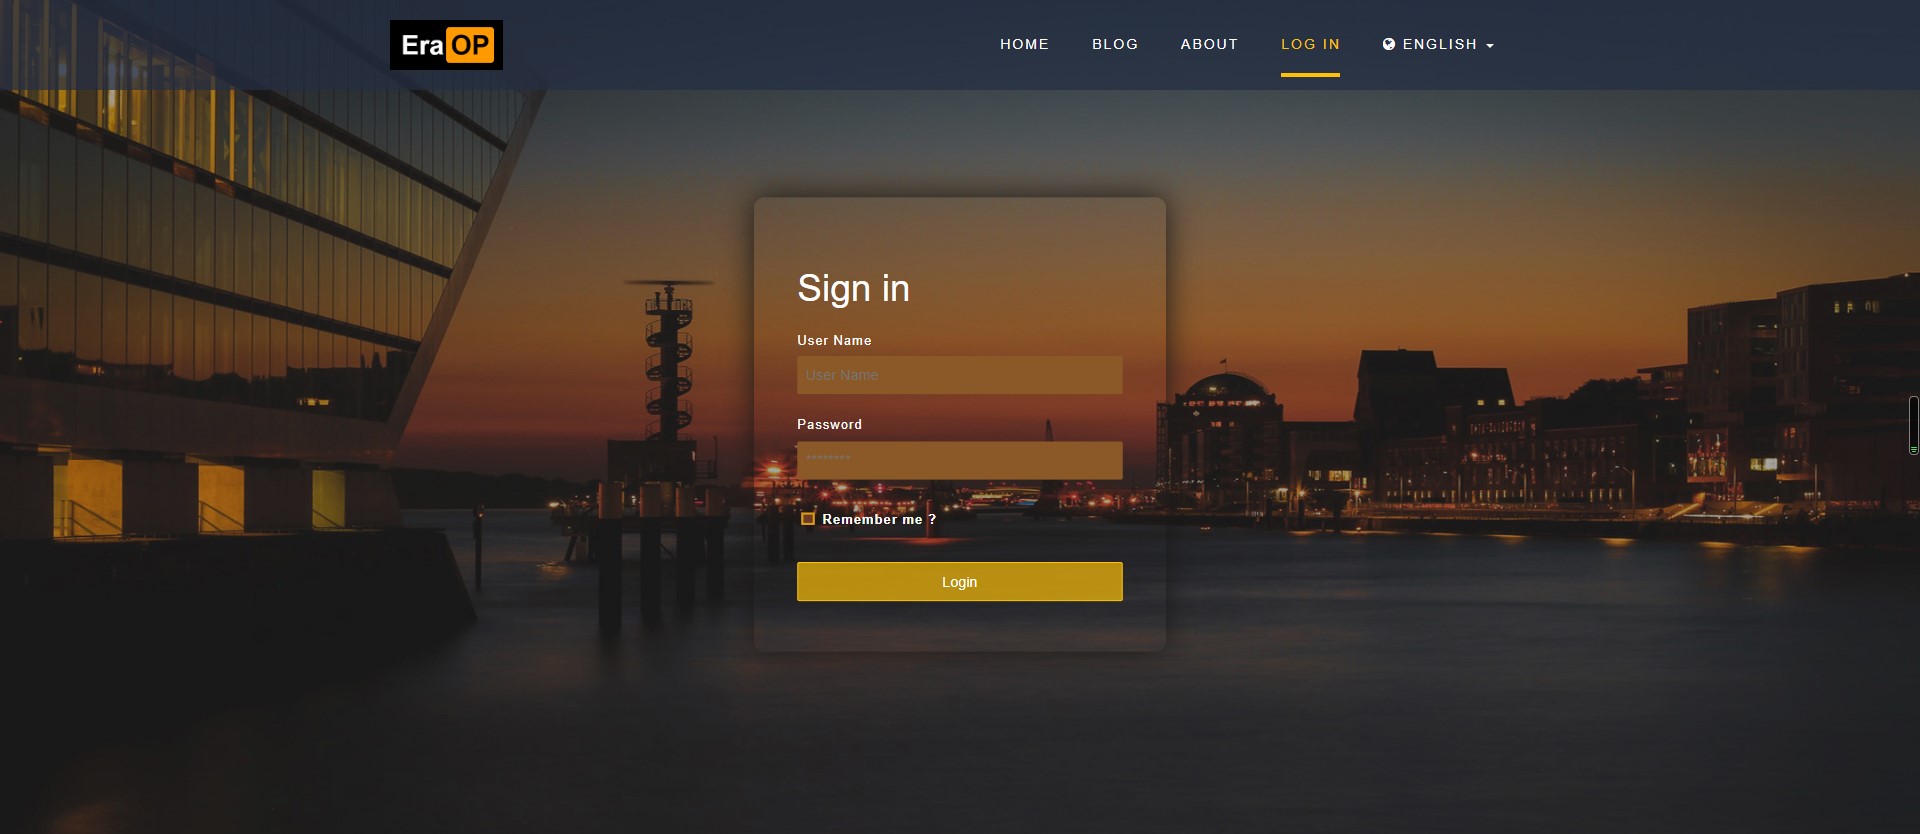 EraOP
HOME BLOG ABOUT LOG IN ENGLISH
Sign in
User Name
User Name
Password
********
Remember me ?
Login